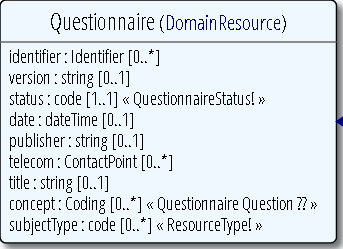 Questionnaire (DomainResource)
identifier : Identifier [0..*]
version : string [0..1]
status : code [1..1] « QuestionnaireStatus! »
date : dateTime [0..1]
publisher : string [0..1]
telecom : ContactPoint [0..*]
title : string [0..1]
concept : Coding [0..*] « Questionnaire Question ?? »
subjectType : code [0..*] « ResourceType! »